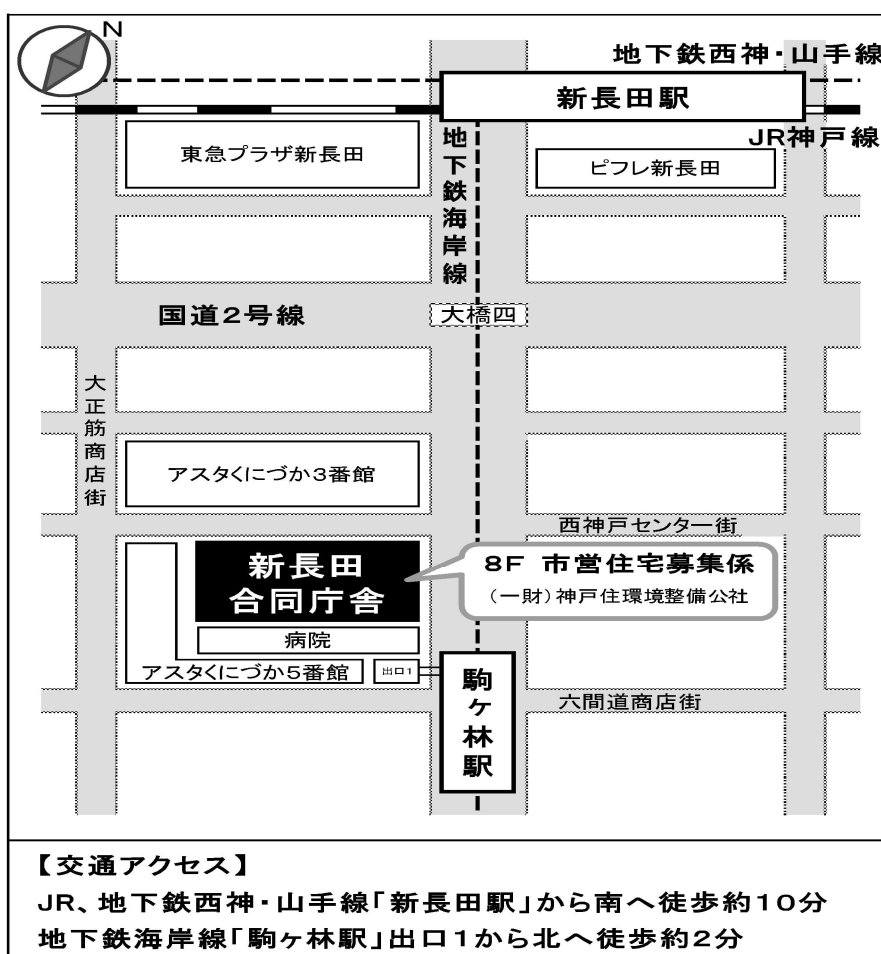 N
地下鉄西神・山手線
新長田駅
JR神戸線
東急プラザ新長田
地下鉄海岸線
ピフレ新長田
国道2号線
大橋四
大正筋商店街
アスタくにづか3番館
西神戸センター街
新長田
合同庁舎
8F 市営住宅募集係
(一財)神戸住環境整備公社
病院
アスタくにづか5番館
出口1
駒ヶ林駅
六間道商店街
【交通アクセス】
JR、地下鉄西神・山手線「新長田駅」から南へ徒歩約10分
地下鉄海岸線「駒ヶ林駅」出口1から北へ徒歩約2分